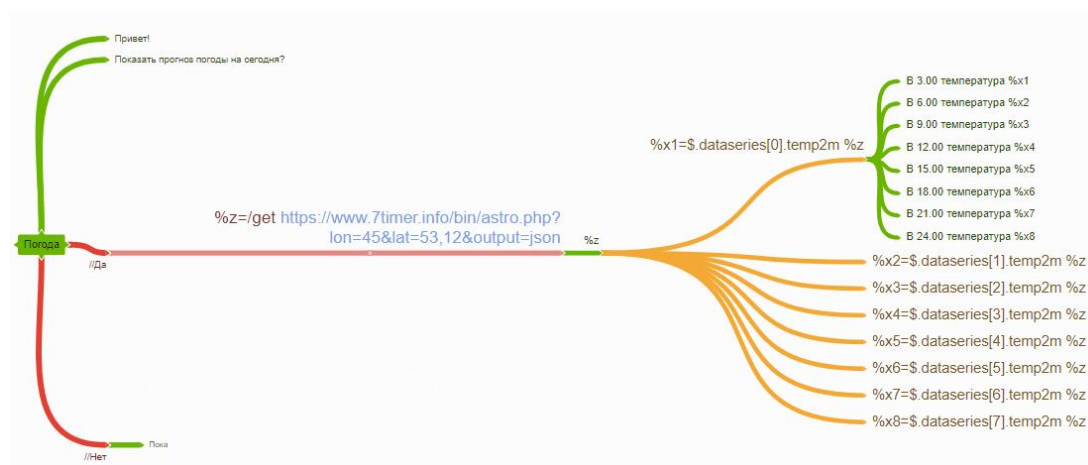 Привет!
Показать прогноз погоды на сегодня?
Погода
//Да
%z=/get https://www.7timer.info/bin/astro.php?
lon=45&lat=53,12&output=json
%z
%x1=$.dataseries[0].temp2m %z
В 3.00 температура %x1
В 6.00 температура %x2
В 9.00 температура %x3
В 12.00 температура %x4
В 15.00 температура %x5
В 18.00 температура %x6
В 21.00 температура %x7
В 24.00 температура %x8
%x2=$.dataseries[1].temp2m %z
%x3=$.dataseries[2].temp2m %z
%x4=$.dataseries[3].temp2m %z
%x5=$.dataseries[4].temp2m %z
%x6=$.dataseries[5].temp2m %z
%x7=$.dataseries[6].temp2m %z
%x8=$.dataseries[7].temp2m %z
//Нет
Пока